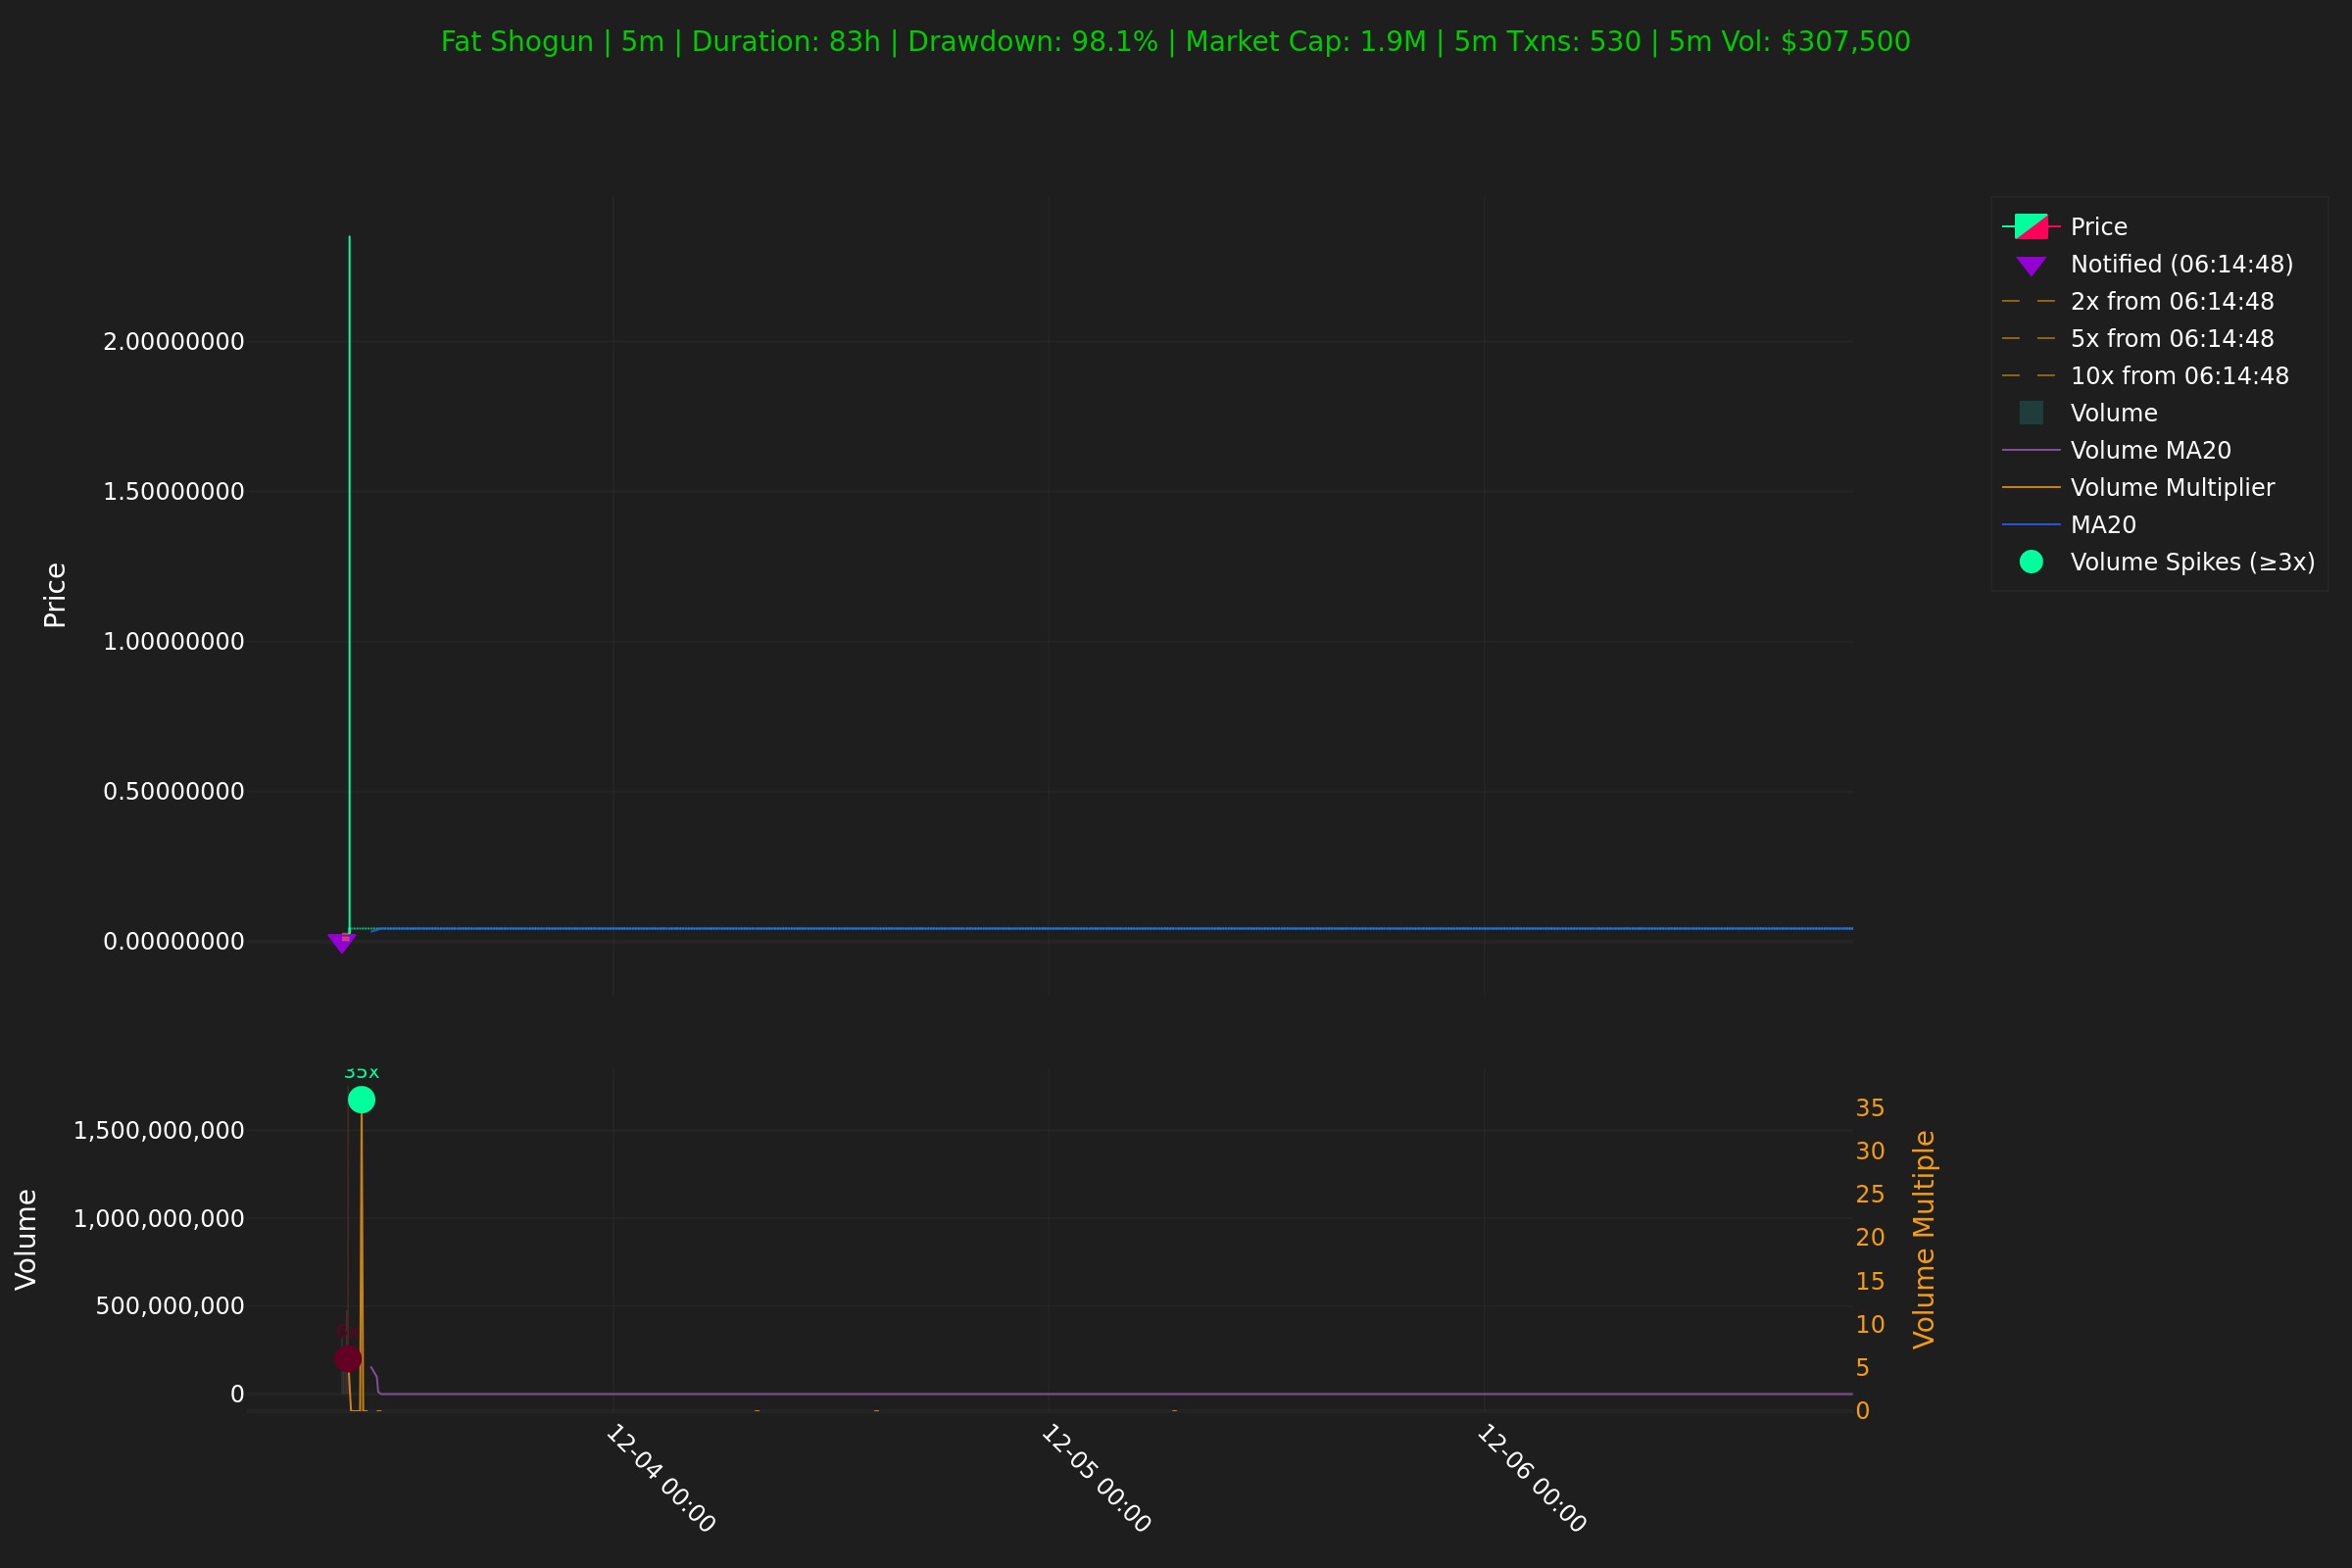 Fat Shogun | 5m | Duration: 83h | Drawdown: 98.1% | Market Cap: 1.9M | 5m Txns: 530 | 5m Vol: $307,500
Price
2.00000000
1.50000000
1.00000000
0.50000000
0.00000000
Price
Notified (06:14:48)
2x from 06:14:48
5x from 06:14:48
10x from 06:14:48
Volume
Volume MA20
Volume Multiplier
MA20
Volume Spikes (≥3x)
35x
Volume
1,500,000,000
1,000,000,000
500,000,000
0
35
30
25
20
15
10
5
0
Volume Multiple
12-04 00:00
12-05 00:00
12-06 00:00